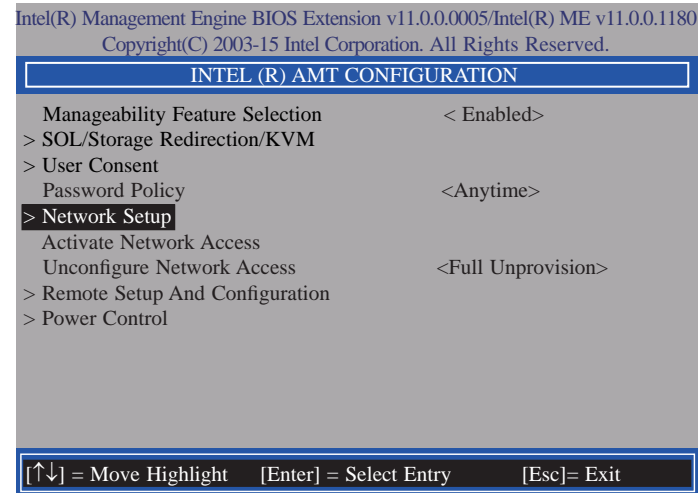 Intel(R) Management Engine BIOS Extension v11.0.0.0005/Intel(R) ME v11.0.0.1180
Copyright(C) 2003-15 Intel Corporation. All Rights Reserved.
INTEL (R) AMT CONFIGURATION
Manageability Feature Selection < Enabled>
> SOL/Storage Redirection/KVM
> User Consent
Password Policy <Anytime>
> Network Setup
Activate Network Access
Unconfigure Network Access <Full Unprovision>
> Remote Setup And Configuration
> Power Control
[↑↓] = Move Highlight [Enter] = Select Entry [Esc]= Exit